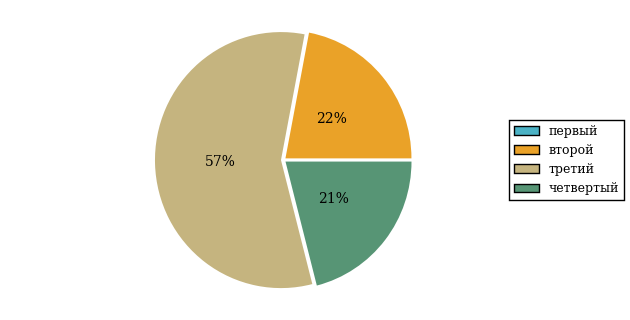 22%
57%
21%
первый
второй
третий
четвертый